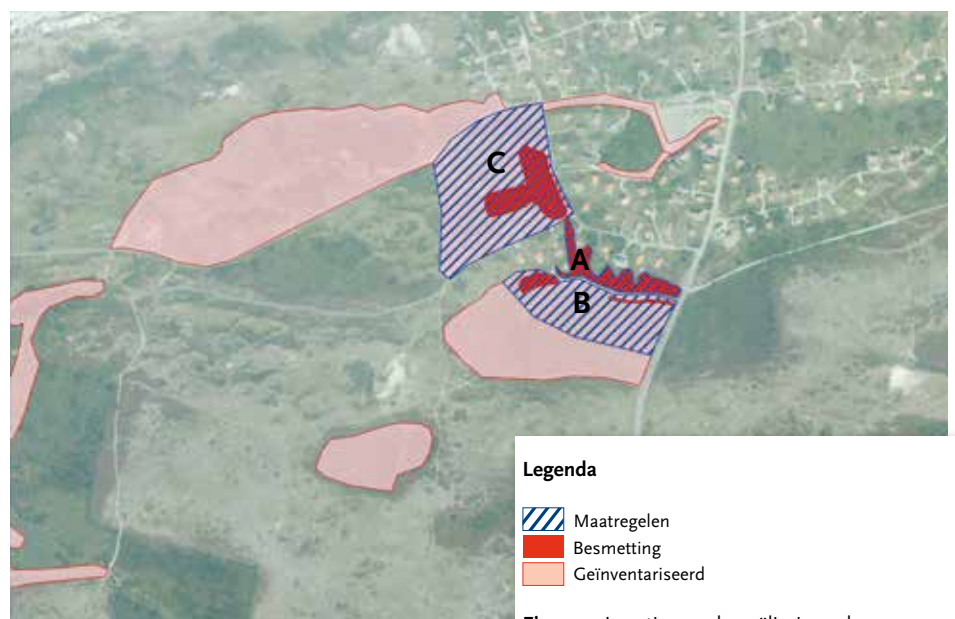 C
A
B
Legenda
Maatregelen
Besmetting
Geïnventariseerd